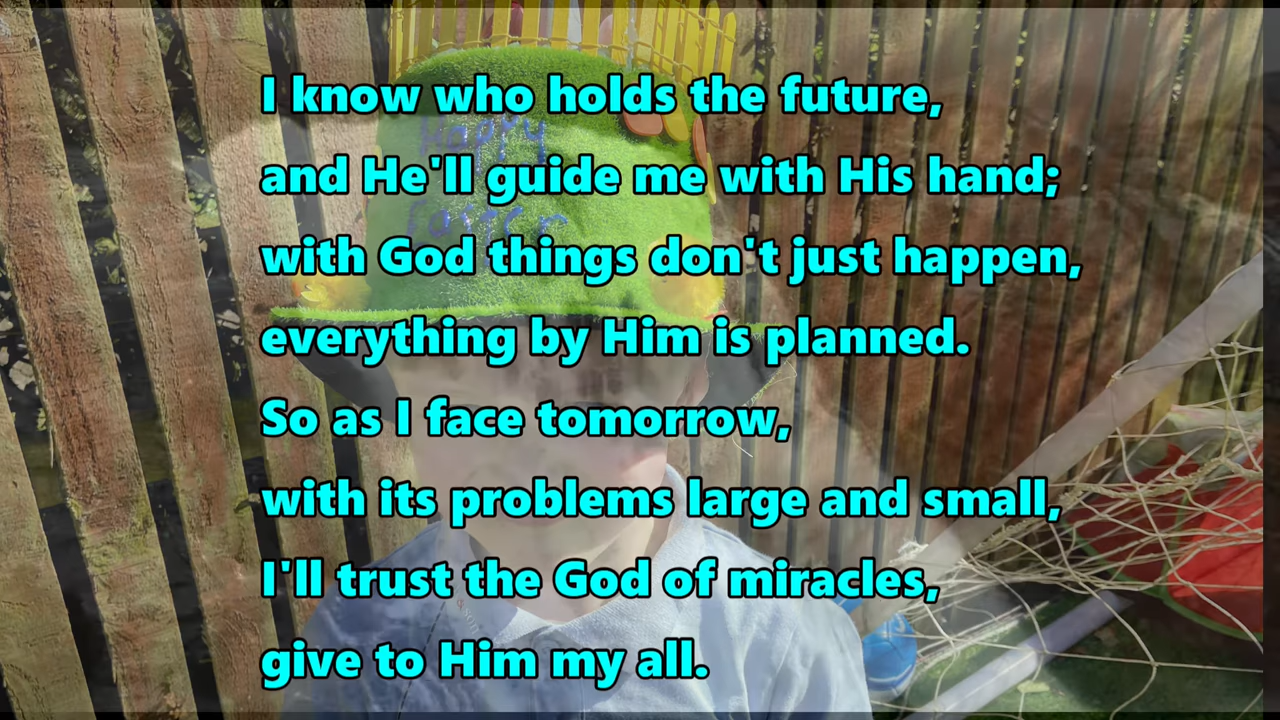 I know who holds the future,
and He'll guide me with His hand;
with God things don't just happen,
everything by Him is planned.
So as I face tomorrow,
with its problems large and small,
I'll trust the God of miracles,
give to Him my all.
Happy
Easter